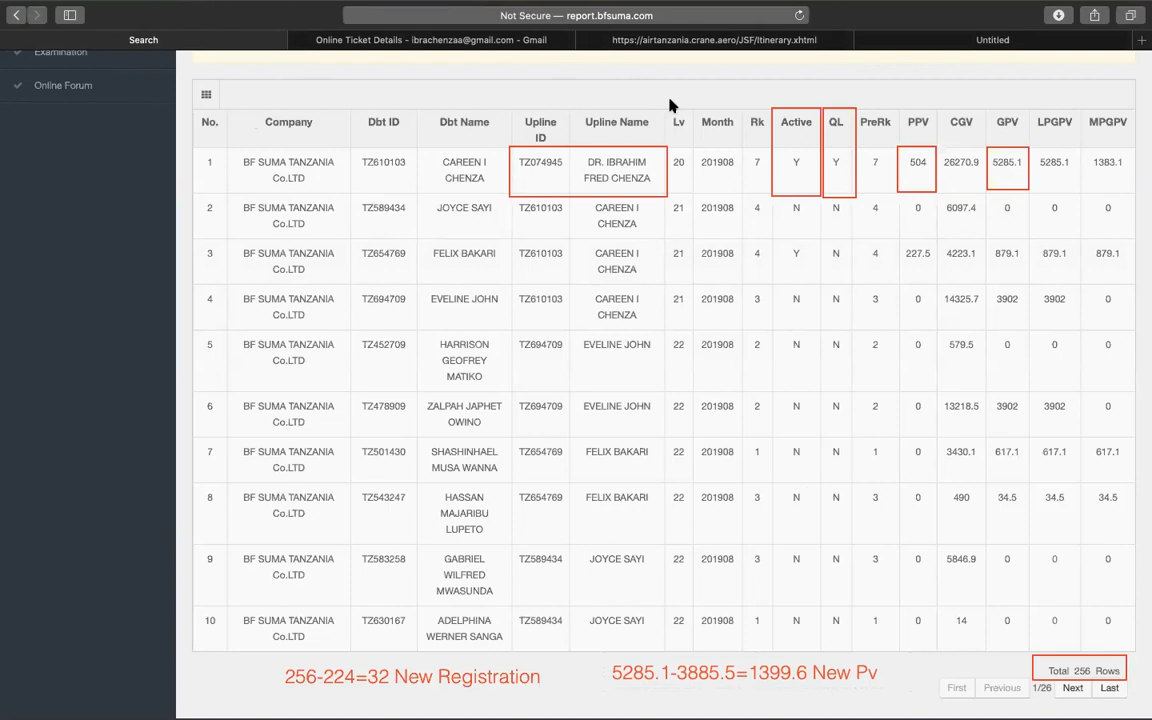 Not Secure — report.bfsuma.com
Search
Online Ticket Details - ibrachenzaa@gmail.com - Gmail
https://airtanzania.crane.aero/JSF/Itinerary.xhtml
Untitled
Examination
Online Forum
No. Company Dbt ID Dbt Name Upline ID Upline Name Lv Month Rk Active QL PreRk PPV CGV GPV LPGPV MPGPV
1 BF SUMA TANZANIA Co.LTD TZ610103 CAREEN I CHENZA TZ074945 DR. IBRAHIM FRED CHENZA 20 201908 7 Y Y 7 504 26270.9 5285.1 5285.1 1383.1
2 BF SUMA TANZANIA Co.LTD TZ589434 JOYCE SAYI TZ610103 CAREEN I CHENZA 21 201908 4 N N 4 0 6097.4 0 0 0
3 BF SUMA TANZANIA Co.LTD TZ654769 FELIX BAKARI TZ610103 CAREEN I CHENZA 21 201908 4 Y N 4 227.5 4223.1 879.1 879.1 879.1
4 BF SUMA TANZANIA Co.LTD TZ694709 EVELINE JOHN TZ610103 CAREEN I CHENZA 21 201908 3 N N 3 0 14325.7 3902 3902 0
5 BF SUMA TANZANIA Co.LTD TZ452709 HARRISON GEOFREY MATIKO TZ694709 EVELINE JOHN 22 201908 2 N N 2 0 579.5 0 0 0
6 BF SUMA TANZANIA Co.LTD TZ478909 ZALPAH JAPHET OWINO TZ694709 EVELINE JOHN 22 201908 2 N N 2 0 13218.5 3902 3902 0
7 BF SUMA TANZANIA Co.LTD TZ501430 SHASHINHAEL MUSA WANNA TZ654769 FELIX BAKARI 22 201908 1 N N 1 0 3430.1 617.1 617.1 617.1
8 BF SUMA TANZANIA Co.LTD TZ543247 HASSAN MAJARIBU LUPETO TZ654769 FELIX BAKARI 22 201908 3 N N 3 0 490 34.5 34.5 34.5
9 BF SUMA TANZANIA Co.LTD TZ583258 GABRIEL WILFRED MWASUNDA TZ589434 JOYCE SAYI 22 201908 3 N N 3 0 5846.9 0 0 0
10 BF SUMA TANZANIA Co.LTD TZ630167 ADELPHINA WERNER SANGA TZ589434 JOYCE SAYI 22 201908 1 N N 1 0 14 0 0 0
256-224=32 New Registration
5285.1-3885.5=1399.6 New Pv
Total 256 Rows
First Previous 1/26 Next Last